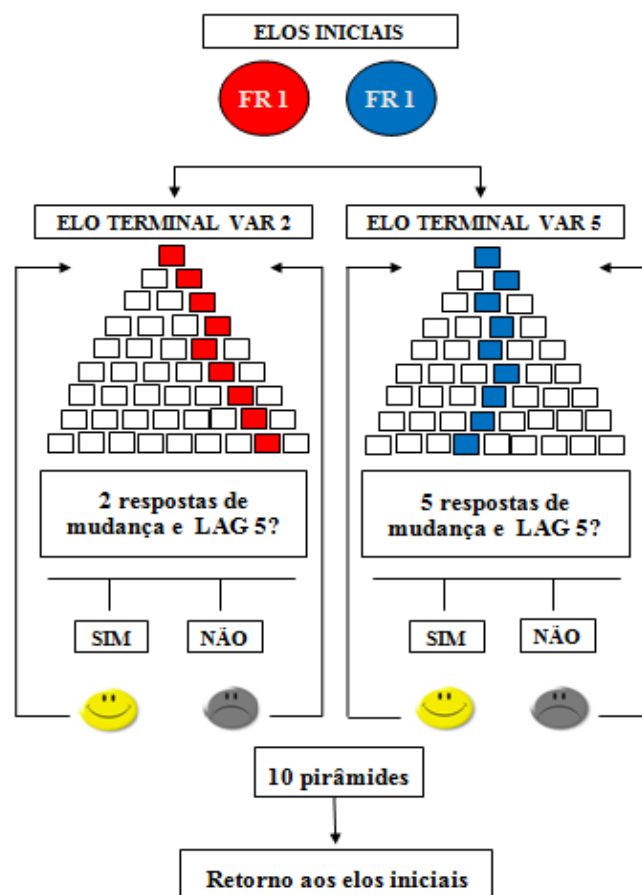 ELOS INICIAIS
FR 1
FR 1
ELO TERMINAL VAR 2
ELO TERMINAL VAR 5
2 respostas de
mudança e LAG 5?
5 respostas de
mudança e LAG 5?
SIM
NÃO
SIM
NÃO
10 pirâmides
Retorno aos elos iniciais